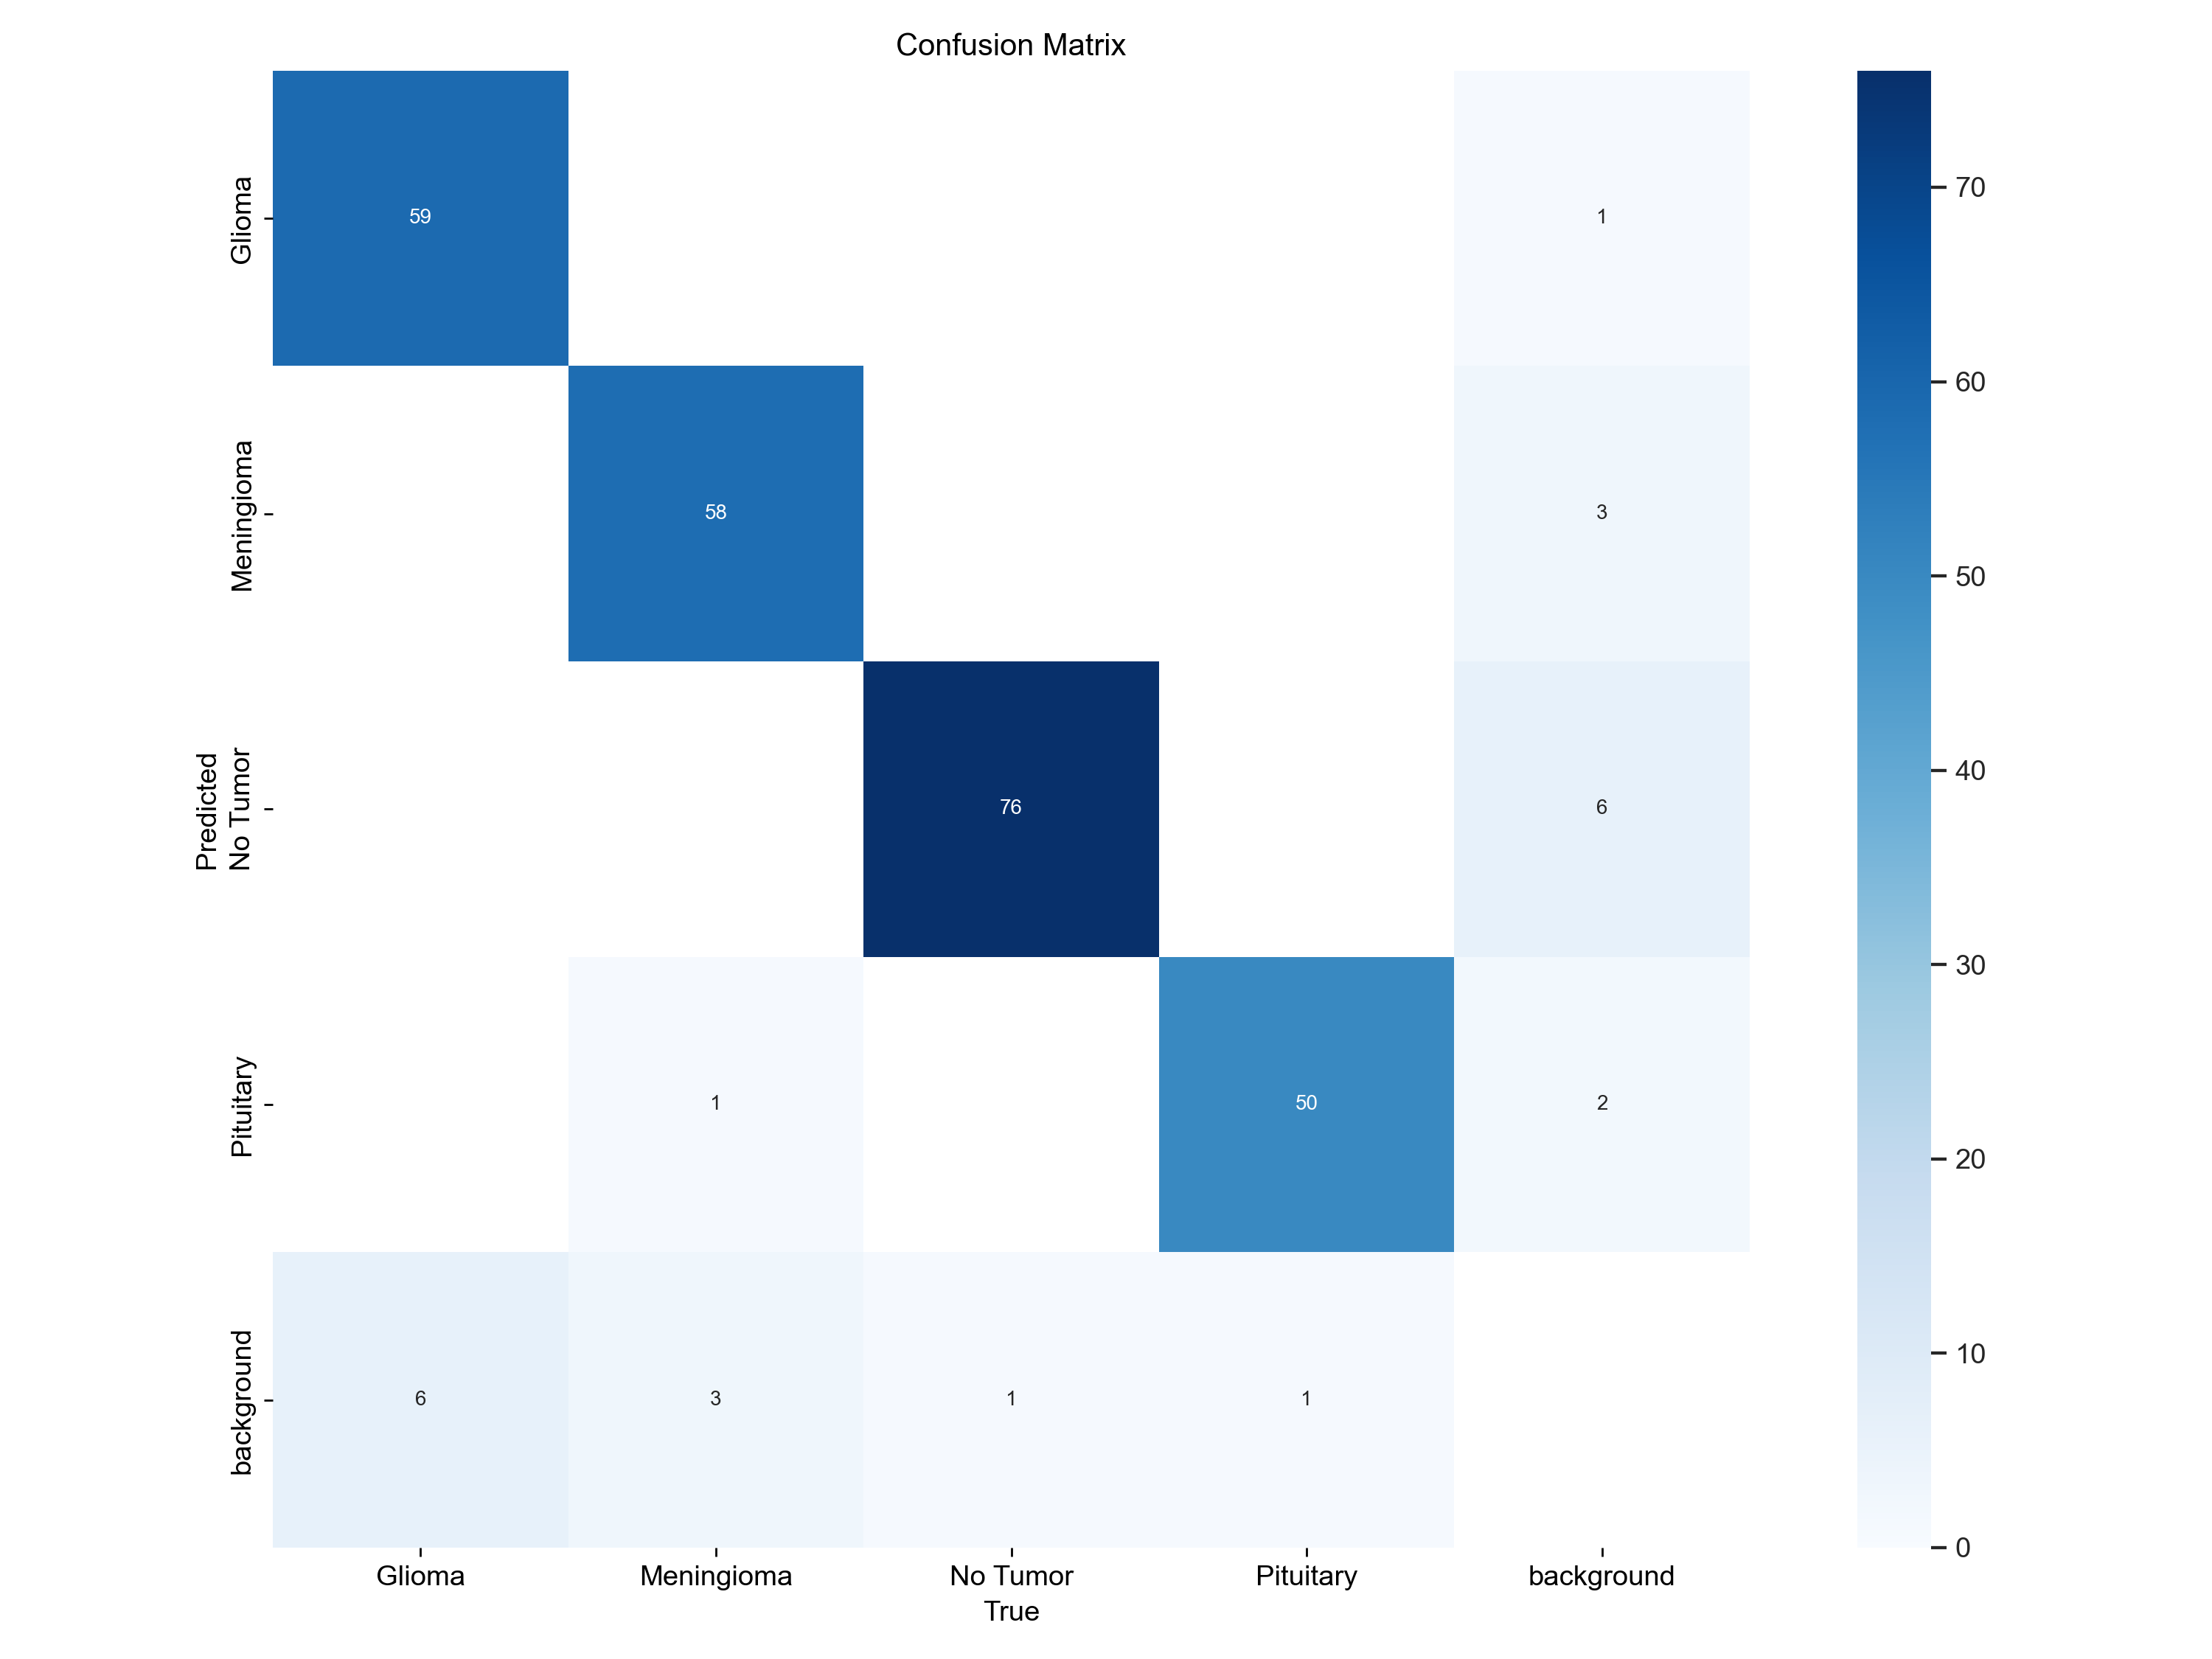 Confusion Matrix
Glioma
59
1
Meningioma
58
3
Predicted
No Tumor
76
6
Pituitary
1
50
2
background
6
3
1
1
Glioma
Meningioma
No Tumor
Pituitary
background
True
70
60
50
40
30
20
10
0